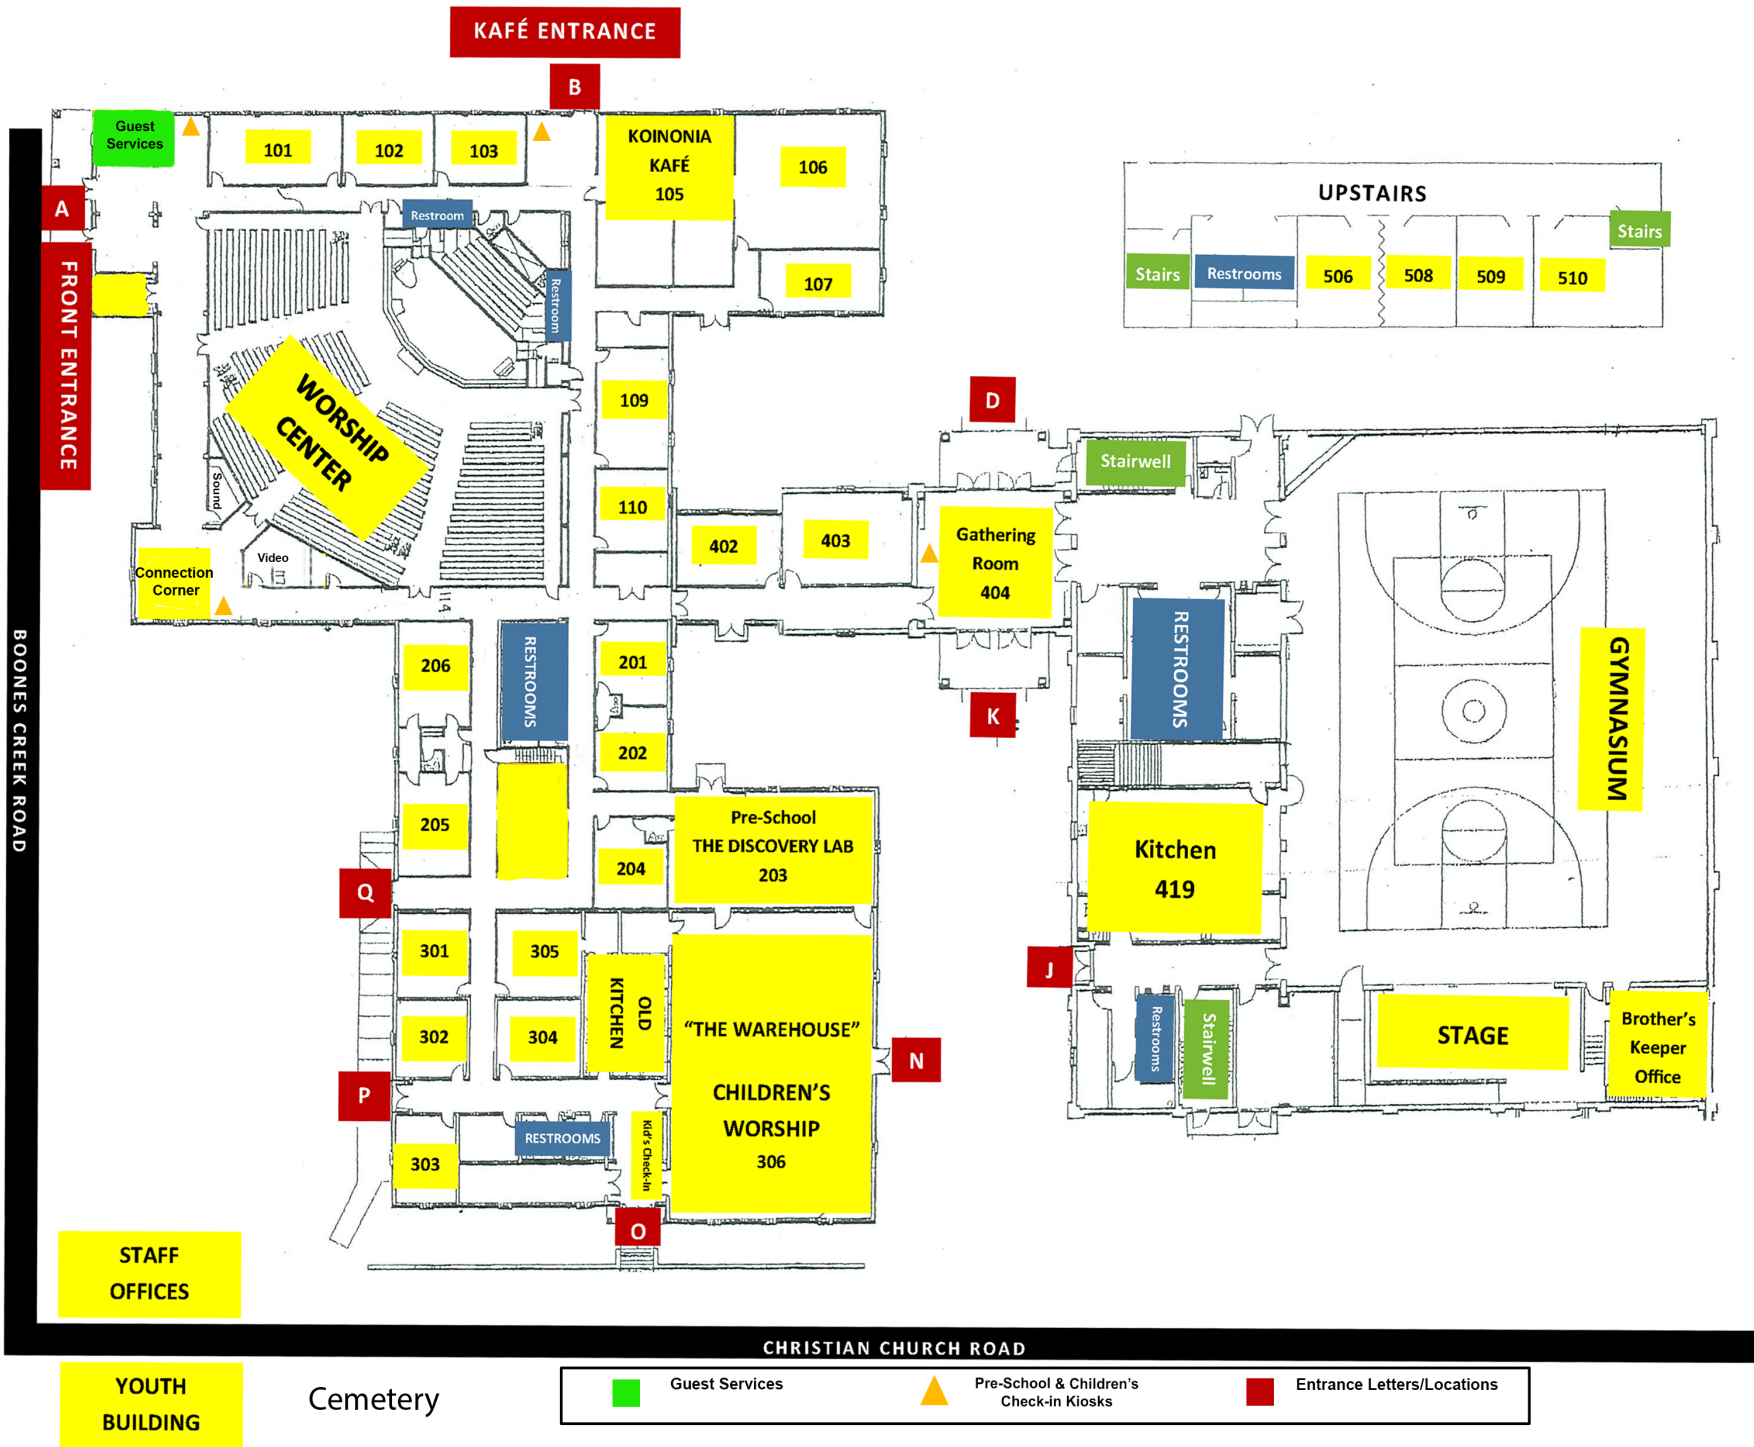 KAFÉ ENTRANCE
B
Guest
Services
101
102
103
KOINONIA
KAFÉ
105
106
107
A
FRONT ENTRANCE
Restroom
Restroom
WORSHIP
CENTER
Sound
Video
Connection
Corner
109
110
402
403
Gathering
Room
404
D
K
UPSTAIRS
Stairs
Restrooms
506
508
509
510
Stairs
Stairwell
RESTROOMS
GYMNASIUM
Kitchen
419
J
Restrooms
Stairwell
STAGE
Brother's
Keeper
Office
BOONES CREEK ROAD
206
RESTROOMS
201
202
205
204
Pre-School
THE DISCOVERY LAB
203
Q
301
305
302
304
OLD
KITCHEN
"THE WAREHOUSE"
CHILDREN'S
WORSHIP
306
N
P
303
RESTROOMS
Kid's Check-In
O
STAFF
OFFICES
CHRISTIAN CHURCH ROAD
YOUTH
BUILDING
Cemetery
Guest Services
Pre-School & Children's
Check-in Kiosks
Entrance Letters/Locations